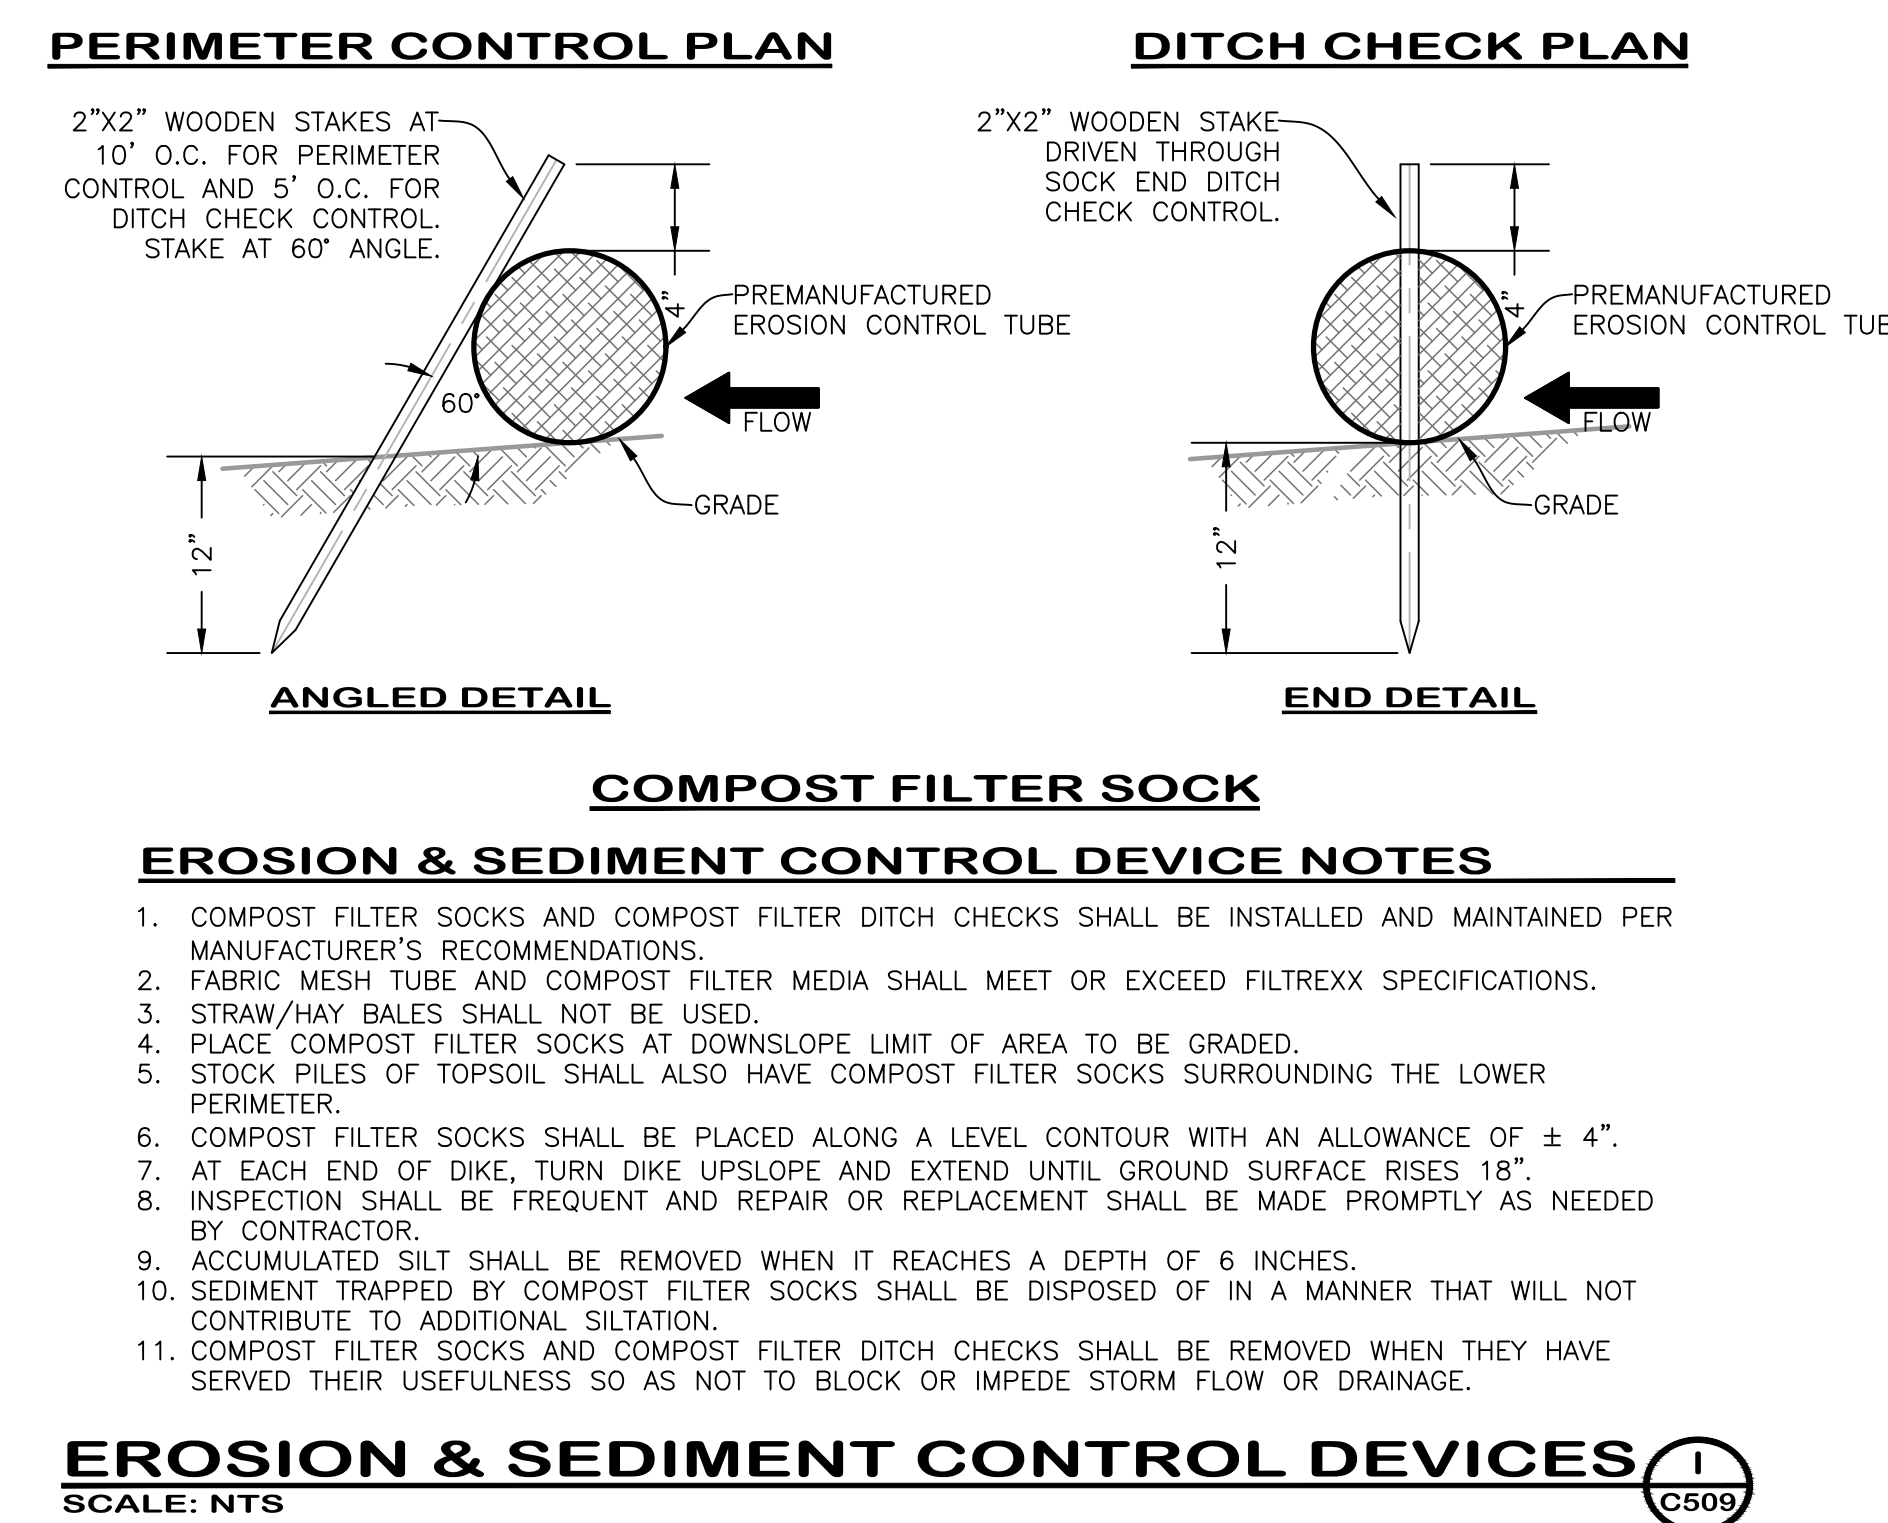 PERIMETER CONTROL PLAN
2”X2” WOODEN STAKES AT
10’ O.C. FOR PERIMETER
CONTROL AND 5’ O.C. FOR
DITCH CHECK CONTROL.
STAKE AT 60° ANGLE.
4”
PREMANUFACTURED
EROSION CONTROL TUBE
60°
FLOW
GRADE
12”
ANGLED DETAIL
DITCH CHECK PLAN
2”X2” WOODEN STAKE
DRIVEN THROUGH
SOCK END DITCH
CHECK CONTROL.
4”
PREMANUFACTURED
EROSION CONTROL
FLOW
GRADE
12”
END DETAIL
COMPOST FILTER SOCK
EROSION & SEDIMENT CONTROL DEVICE NOTES
1. COMPOST FILTER SOCKS AND COMPOST FILTER DITCH CHECKS SHALL BE INSTALLED AND MAINTAINED PER
MANUFACTURER’S RECOMMENDATIONS.
2. FABRIC MESH TUBE AND COMPOST FILTER MEDIA SHALL MEET OR EXCEED FILTREXX SPECIFICATIONS.
3. STRAW/HAY BALES SHALL NOT BE USED.
4. PLACE COMPOST FILTER SOCKS AT DOWNSLOPE LIMIT OF AREA TO BE GRADED.
5. STOCK PILES OF TOPSOIL SHALL ALSO HAVE COMPOST FILTER SOCKS SURROUNDING THE LOWER
PERIMETER.
6. COMPOST FILTER SOCKS SHALL BE PLACED ALONG A LEVEL CONTOUR WITH AN ALLOWANCE OF ± 4”.
7. AT EACH END OF DIKE, TURN DIKE UPSLOPE AND EXTEND UNTIL GROUND SURFACE RISES 18”.
8. INSPECTION SHALL BE FREQUENT AND REPAIR OR REPLACEMENT SHALL BE MADE PROMPTLY AS NEEDED
BY CONTRACTOR.
9. ACCUMULATED SILT SHALL BE REMOVED WHEN IT REACHES A DEPTH OF 6 INCHES.
10. SEDIMENT TRAPPED BY COMPOST FILTER SOCKS SHALL BE DISPOSED OF IN A MANNER THAT WILL NOT
CONTRIBUTE TO ADDITIONAL SILTATION.
11. COMPOST FILTER SOCKS AND COMPOST FILTER DITCH CHECKS SHALL BE REMOVED WHEN THEY HAVE
SERVED THEIR USEFULNESS SO AS NOT TO BLOCK OR IMPEDE STORM FLOW OR DRAINAGE.
EROSION & SEDIMENT CONTROL DEVICES
SCALE: NTS
I
C509